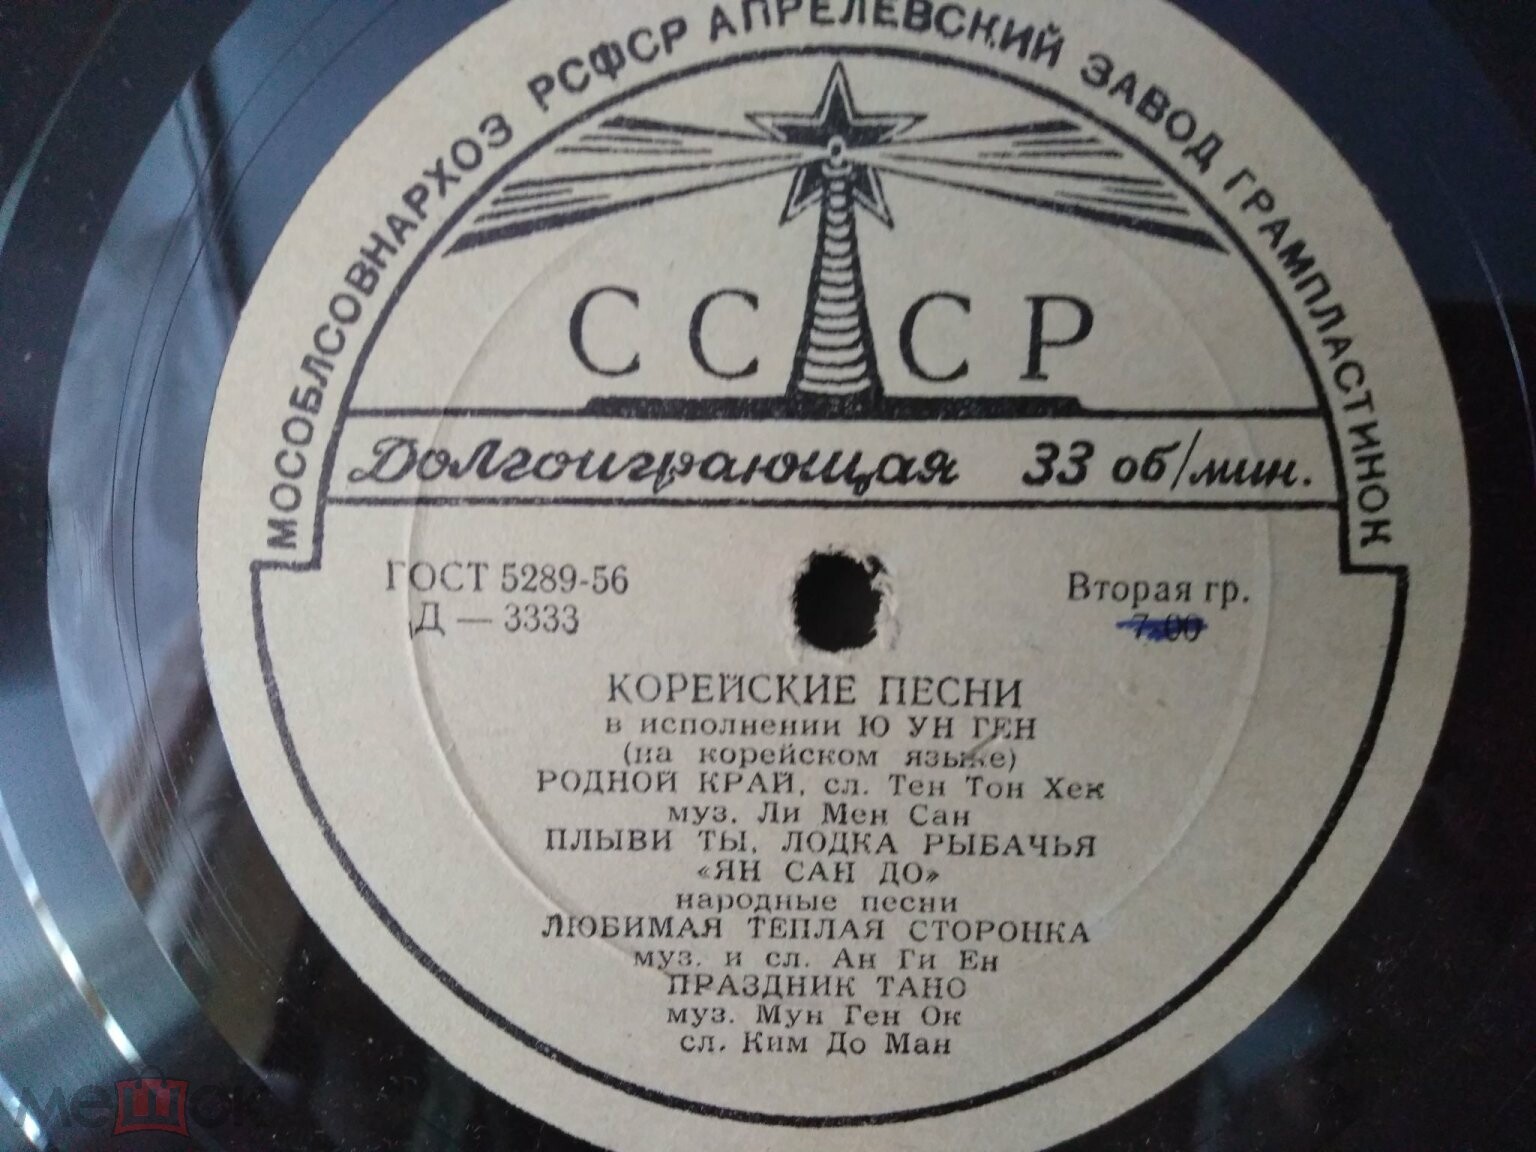 МОСОБЛСОВНАРХОЗ РСФСР АПРЕЛЕВСКИЙ ЗАВОД ГРАМПЛАСТИНОК
СССР
Долгоиграющая 33 об/мин.
ГОСТ 5289-56
Д — 3333
Вторая гр.
7.00
КОРЕЙСКИЕ ПЕСНИ
в исполнении Ю УН ГЕН
(на корейском языке)
РОДНОЙ КРАЙ, сл. Тен Тон Хек
муз. Ли Мен Сан
ПЛЫВИ ТЫ, ЛОДКА РЫБАЧЬЯ
«ЯН САН ДО»
народные песни
ЛЮБИМАЯ ТЕПЛАЯ СТОРОНКА
муз. и сл. Ан Ги Ен
ПРАЗДНИК ТАНО
муз. Мун Ген Ок
сл. Ким До Ман
мешок